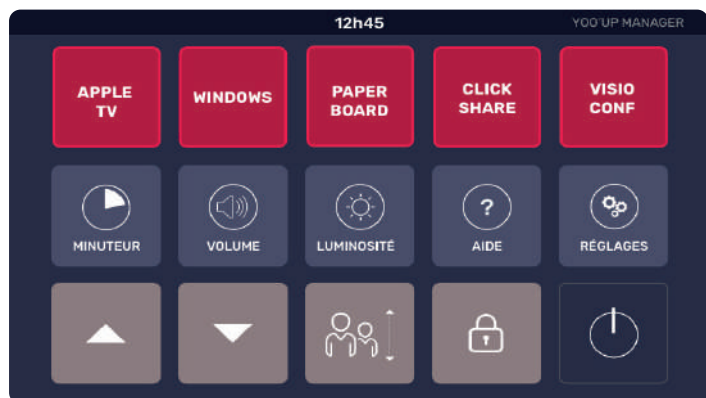 12h45
YOO'UP MANAGER
APPLE
TV
WINDOWS
PAPER
BOARD
CLICK
SHARE
VISIO
CONF
MINUTEUR
VOLUME
LUMINOSITÉ
?
AIDE
RÉGLAGES